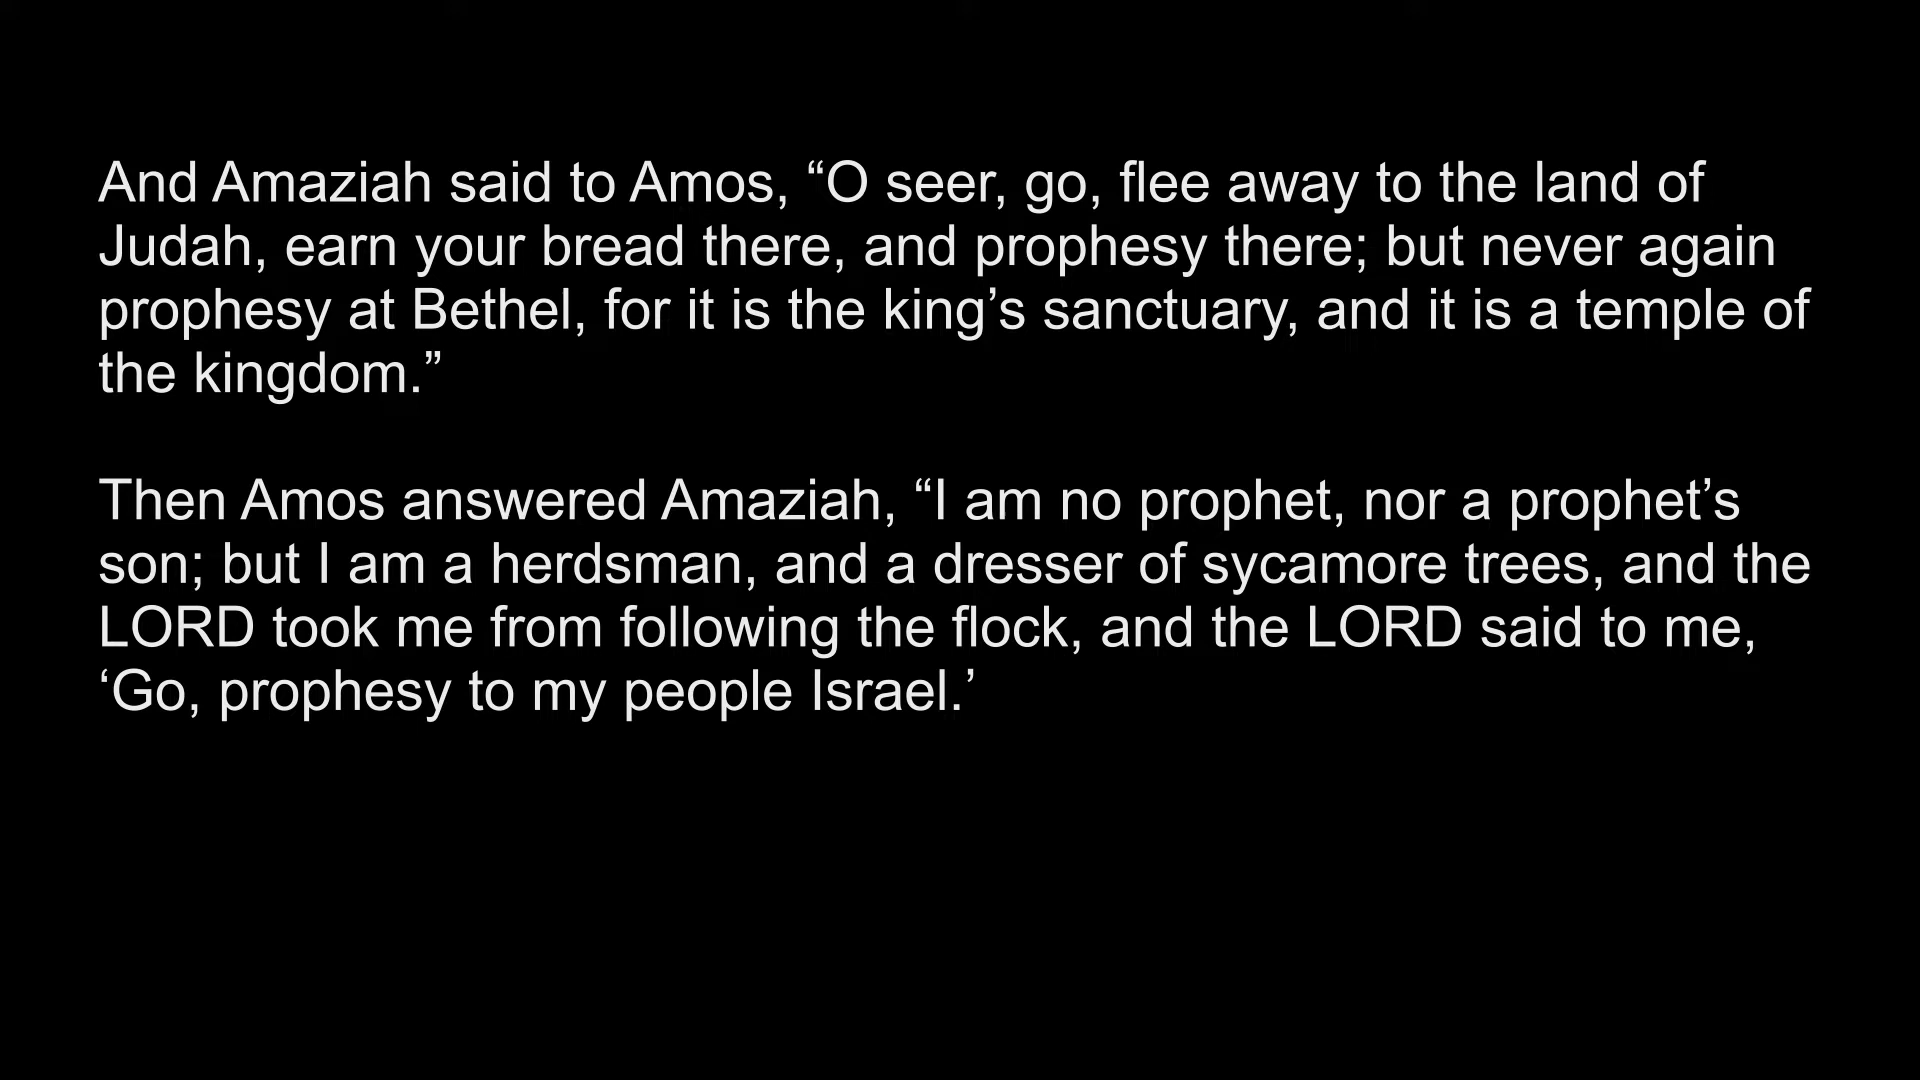 And Amaziah said to Amos, “O seer, go, flee away to the land of
Judah, earn your bread there, and prophesy there; but never again
prophesy at Bethel, for it is the king’s sanctuary, and it is a temple of
the kingdom.”
Then Amos answered Amaziah, “I am no prophet, nor a prophet’s
son; but I am a herdsman, and a dresser of sycamore trees, and the
LORD took me from following the flock, and the LORD said to me,
‘Go, prophesy to my people Israel.’